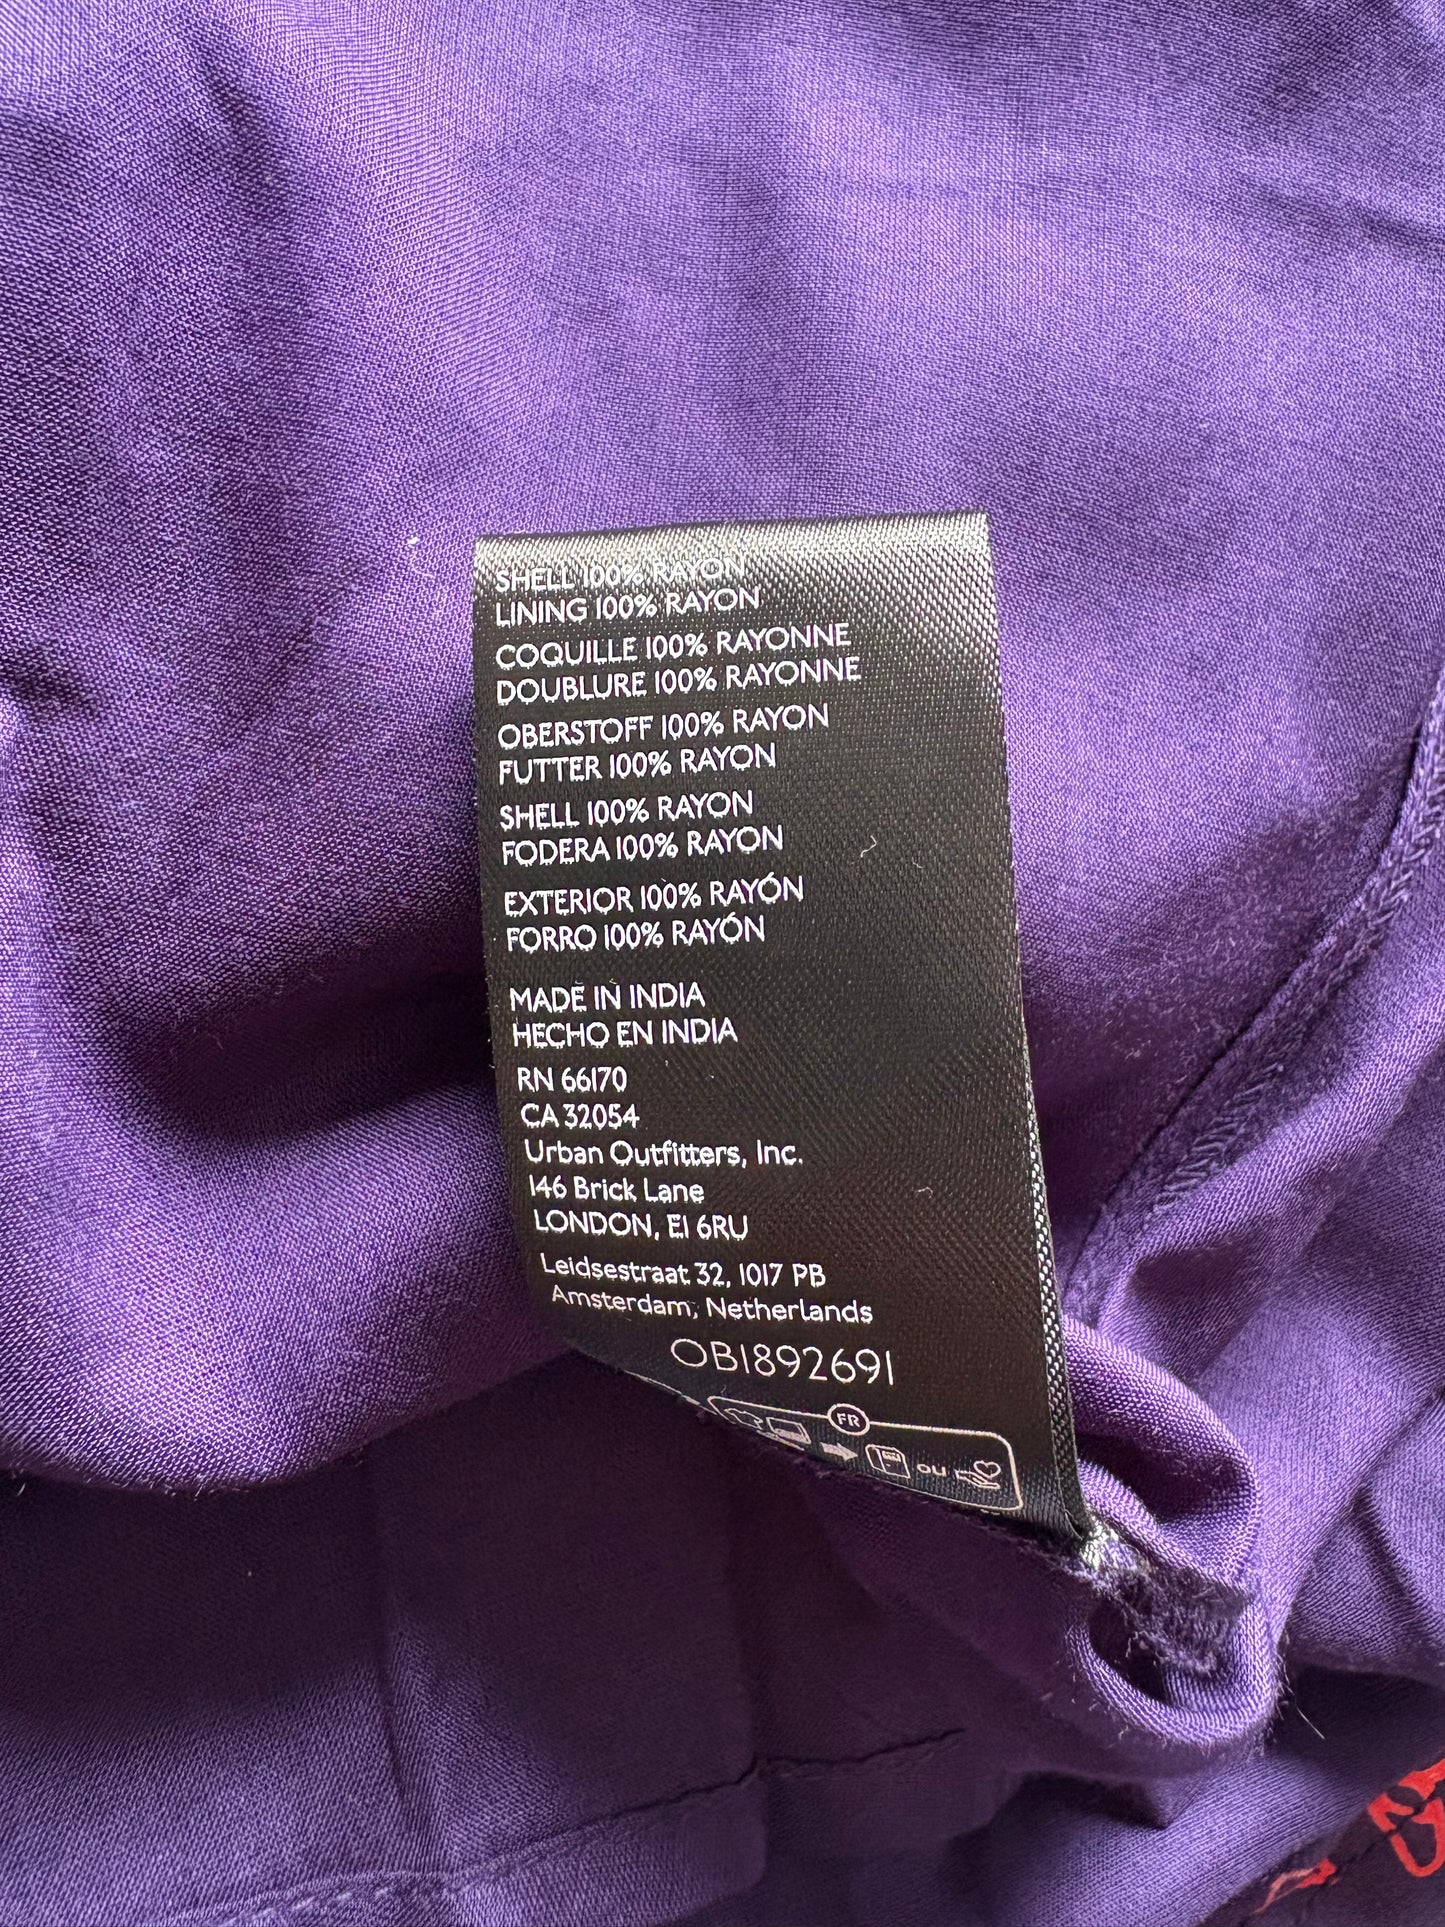 SHELL 100% RAYON
LINING 100% RAYON
COQUILLE 100% RAYONNE
DOUBLURE 100% RAYONNE
OBERSTOFF 100% RAYON
FUTTER 100% RAYON
SHELL 100% RAYON
FODERA 100% RAYON
EXTERIOR 100% RAYÓN
FORRO 100% RAYÓN
MADE IN INDIA
HECHO EN INDIA
RN 66170
CA 32054
Urban Outfitters, Inc.
146 Brick Lane
LONDON, E1 6RU
Leidsestraat 32, 1017 PB
Amsterdam, Netherlands
OB1892691
FR
ou